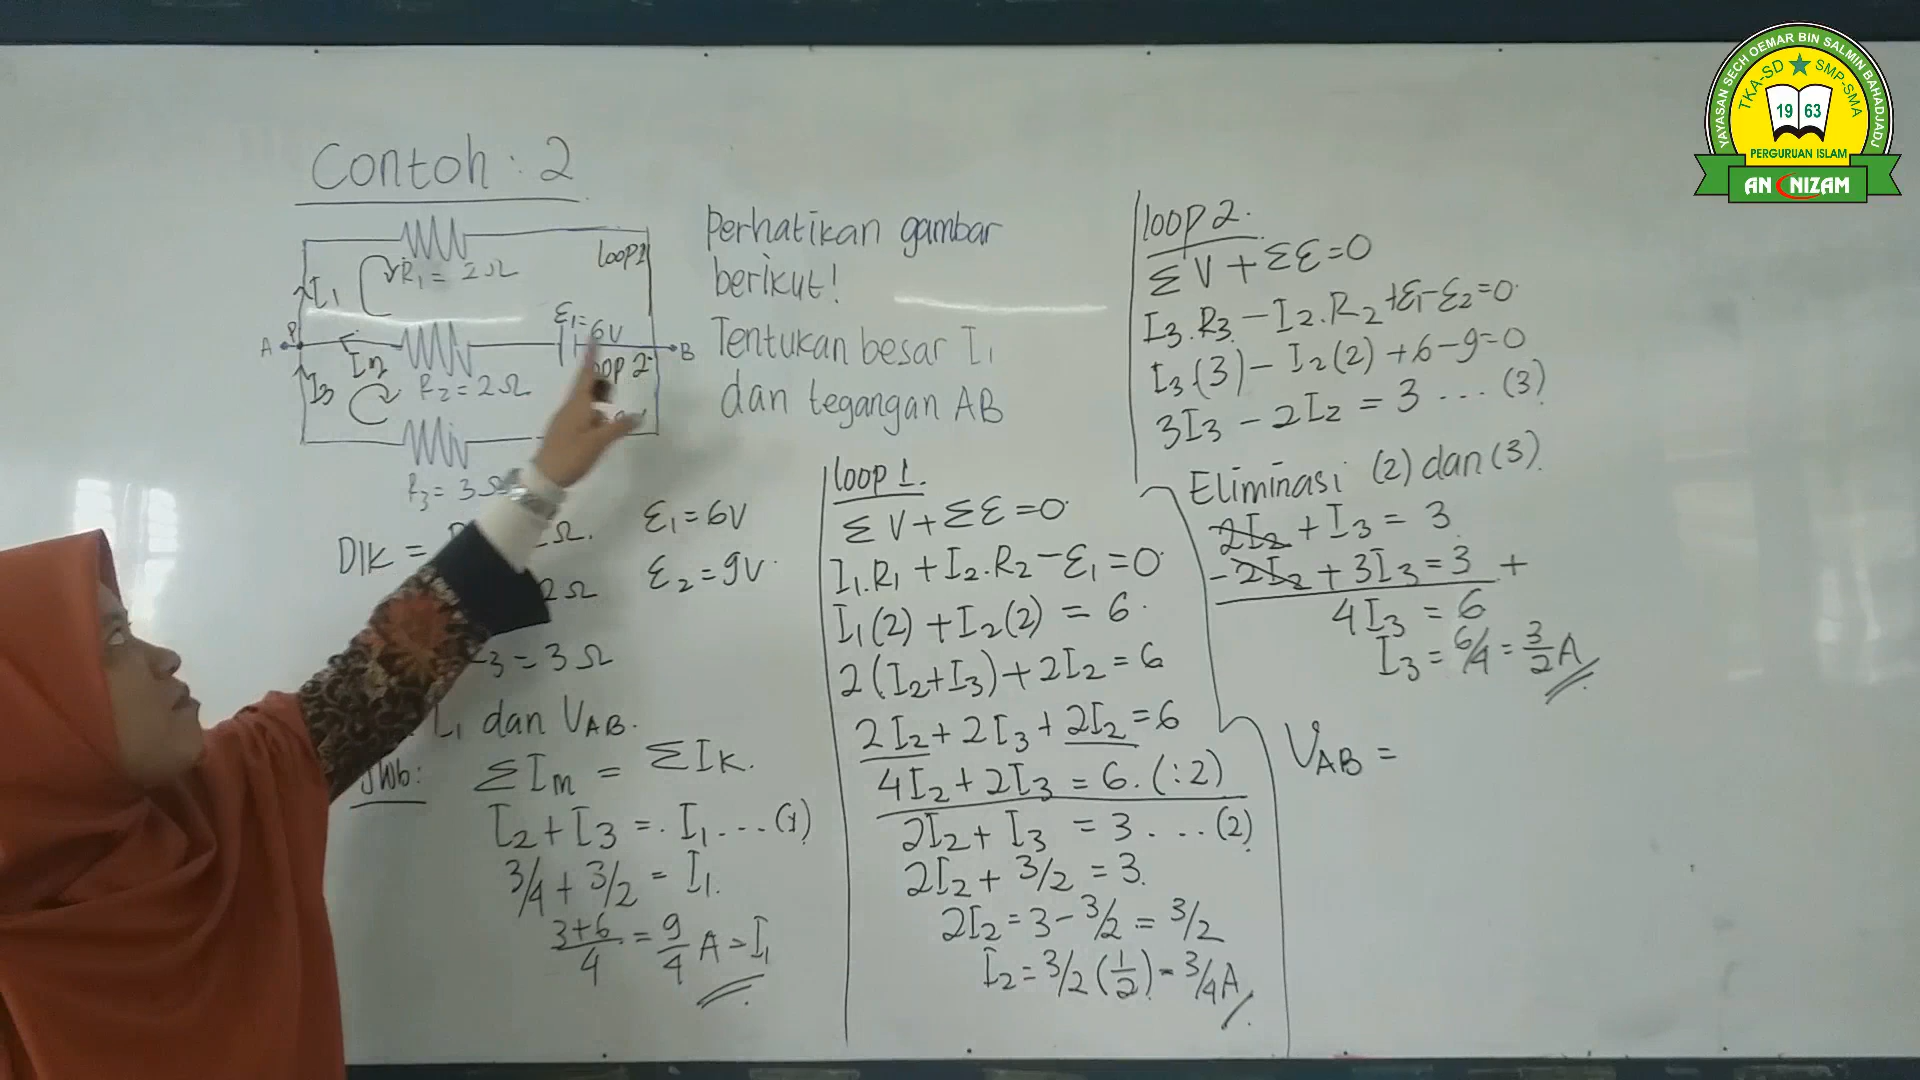 YAYASAN SECH OEMAR BIN SALMIN BAHADJADJ
TKA-SD SMP-SMA
19 63
PERGURUAN ISLAM
AN NIZAM
Contoh : 2
I1
R1 = 2Ω
loop 1
ε1=6V
A
B
I2
R2 = 2Ω
loop 2
I3
R3 = 3Ω
Perhatikan gambar
berikut!
Tentukan besar I1
dan tegangan AB
Dik =
2Ω. ε1 = 6V
2Ω ε2 = 9V
3 = 3Ω
I1 dan VAB.
Jwb:
ΣIm = ΣIK.
I2 + I3 = I1 .... (1)
3/4 + 3/2 = I1.
3+6/4 = 9/4 A = I1
loop 1.
ΣV + Σε = 0
I1.R1 + I2.R2 - ε1 = 0
I1(2) + I2(2) = 6
2(I2+I3) + 2I2 = 6
2I2 + 2I3 + 2I2 = 6
4I2 + 2I3 = 6. (:2)
2I2 + I3 = 3 .... (2)
2I2 + 3/2 = 3.
2I2 = 3 - 3/2 = 3/2
I2 = 3/2 (1/2) = 3/4A
loop 2.
ΣV + Σε = 0
I3.R3 - I2.R2 + ε1 - ε2 = 0
I3(3) - I2(2) + 6 - 9 = 0
3I3 - 2I2 = 3 ... (3)
Eliminasi (2) dan (3).
2I2 + I3 = 3
-2I2 + 3I3 = 3 +
4I3 = 6
I3 = 6/4 = 3/2 A
VAB =